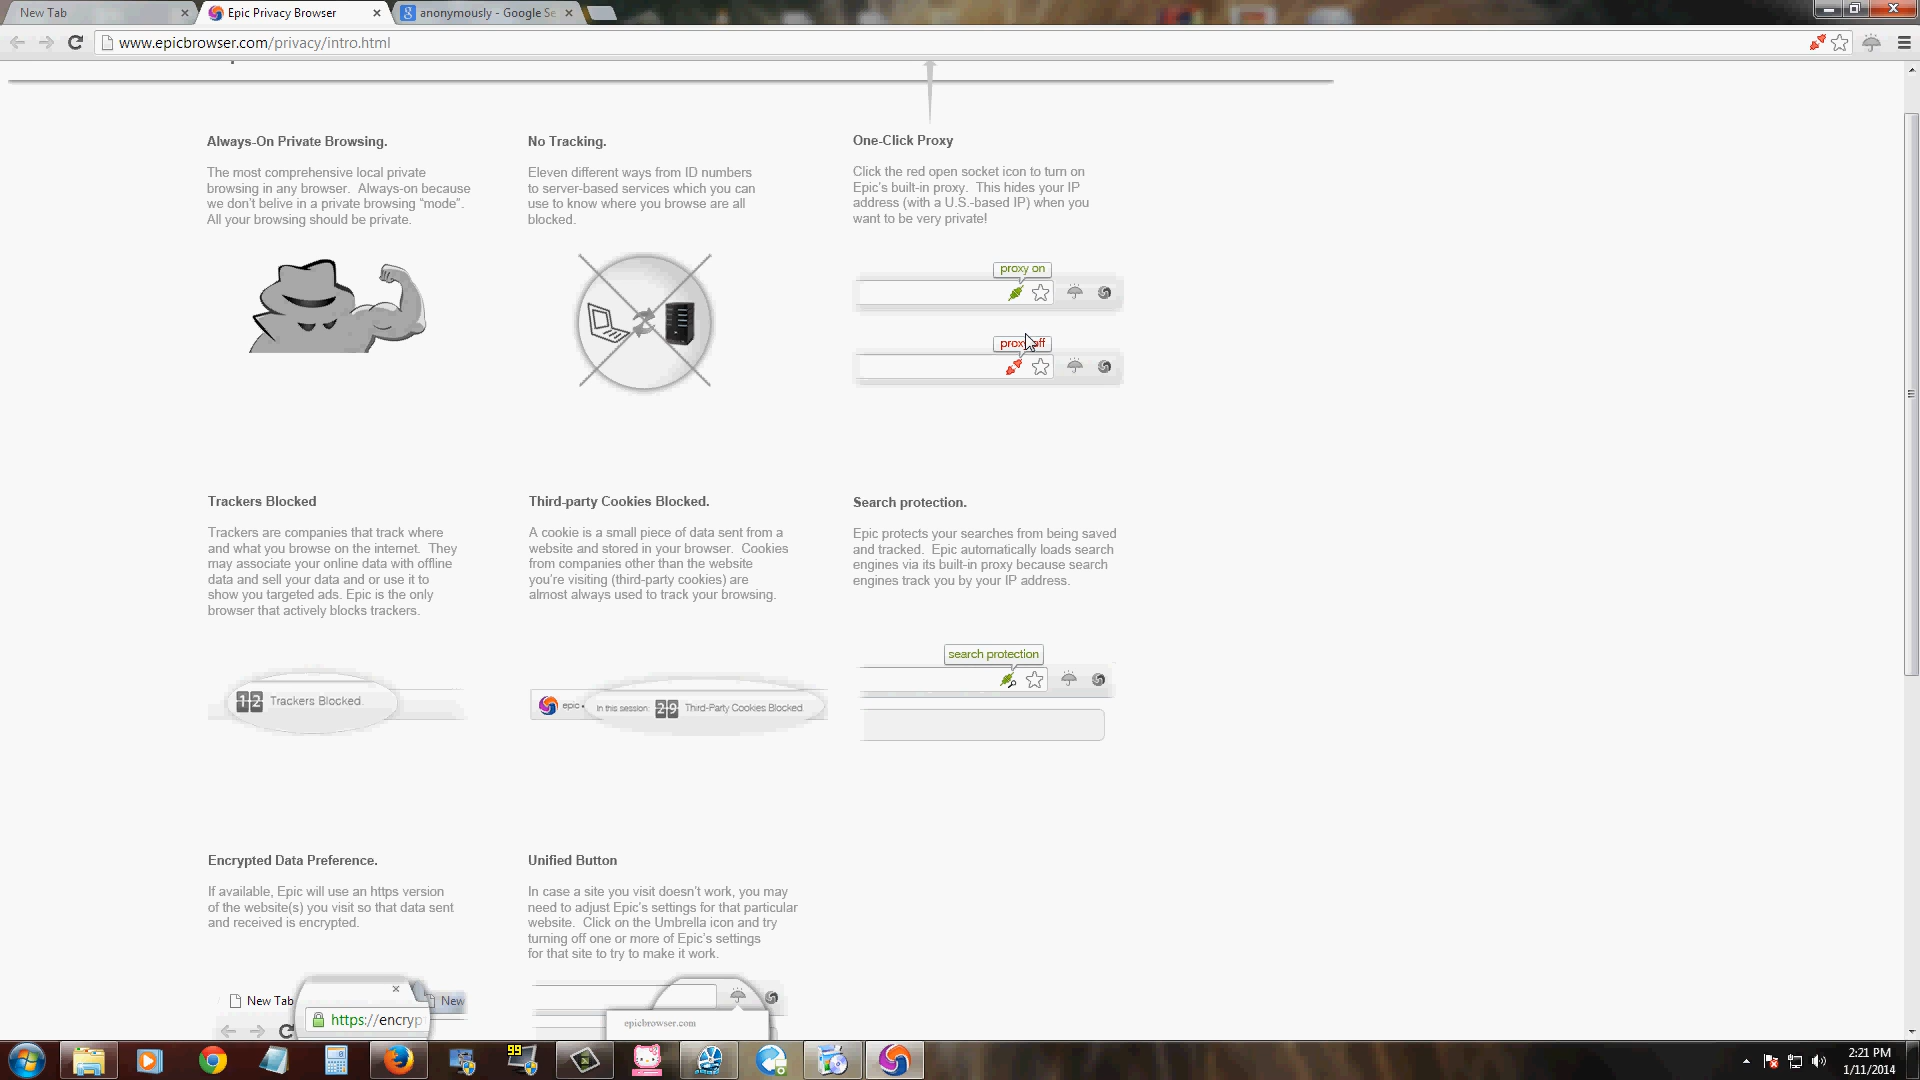 New Tab
Epic Privacy Browser
anonymously - Google Se
www.epicbrowser.com/privacy/intro.html
Always-On Private Browsing.
The most comprehensive local private
browsing in any browser. Always-on because
we don't belive in a private browsing “mode”.
All your browsing should be private.
No Tracking.
Eleven different ways from ID numbers
to server-based services which you can
use to know where you browse are all
blocked.
One-Click Proxy
Click the red open socket icon to turn on
Epic's built-in proxy. This hides your IP
address (with a U.S.-based IP) when you
want to be very private!
proxy on
proxy off
Trackers Blocked
Trackers are companies that track where
and what you browse on the internet. They
may associate your online data with offline
data and sell your data and or use it to
show you targeted ads. Epic is the only
browser that actively blocks trackers.
12 Trackers Blocked
Third-party Cookies Blocked.
A cookie is a small piece of data sent from a
website and stored in your browser. Cookies
from companies other than the website
you're visiting (third-party cookies) are
almost always used to track your browsing.
epic • In this session: 29 Third-Party Cookies Blocked
Search protection.
Epic protects your searches from being saved
and tracked. Epic automatically loads search
engines via its built-in proxy because search
engines track you by your IP address.
search protection
Encrypted Data Preference.
If available, Epic will use an https version
of the website(s) you visit so that data sent
and received is encrypted.
New Tab
New
https://encryp
Unified Button
In case a site you visit doesn't work, you may
need to adjust Epic's settings for that particular
website. Click on the Umbrella icon and try
turning off one or more of Epic's settings
for that site to try to make it work.
epicbrowser.com
99
2:21 PM
1/11/2014